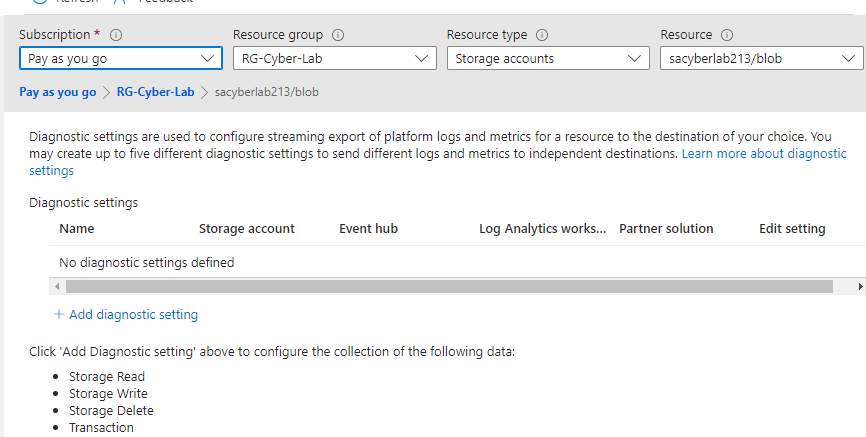 Refresh Feedback
Subscription * Resource group Resource type Resource
Pay as you go RG-Cyber-Lab Storage accounts sacyberlab213/blob
Pay as you go > RG-Cyber-Lab > sacyberlab213/blob
Diagnostic settings are used to configure streaming export of platform logs and metrics for a resource to the destination of your choice. You
may create up to five different diagnostic settings to send different logs and metrics to independent destinations. Learn more about diagnostic
settings
Diagnostic settings
Name Storage account Event hub Log Analytics works... Partner solution Edit setting
No diagnostic settings defined
+ Add diagnostic setting
Click 'Add Diagnostic setting' above to configure the collection of the following data:
• Storage Read
• Storage Write
• Storage Delete
• Transaction